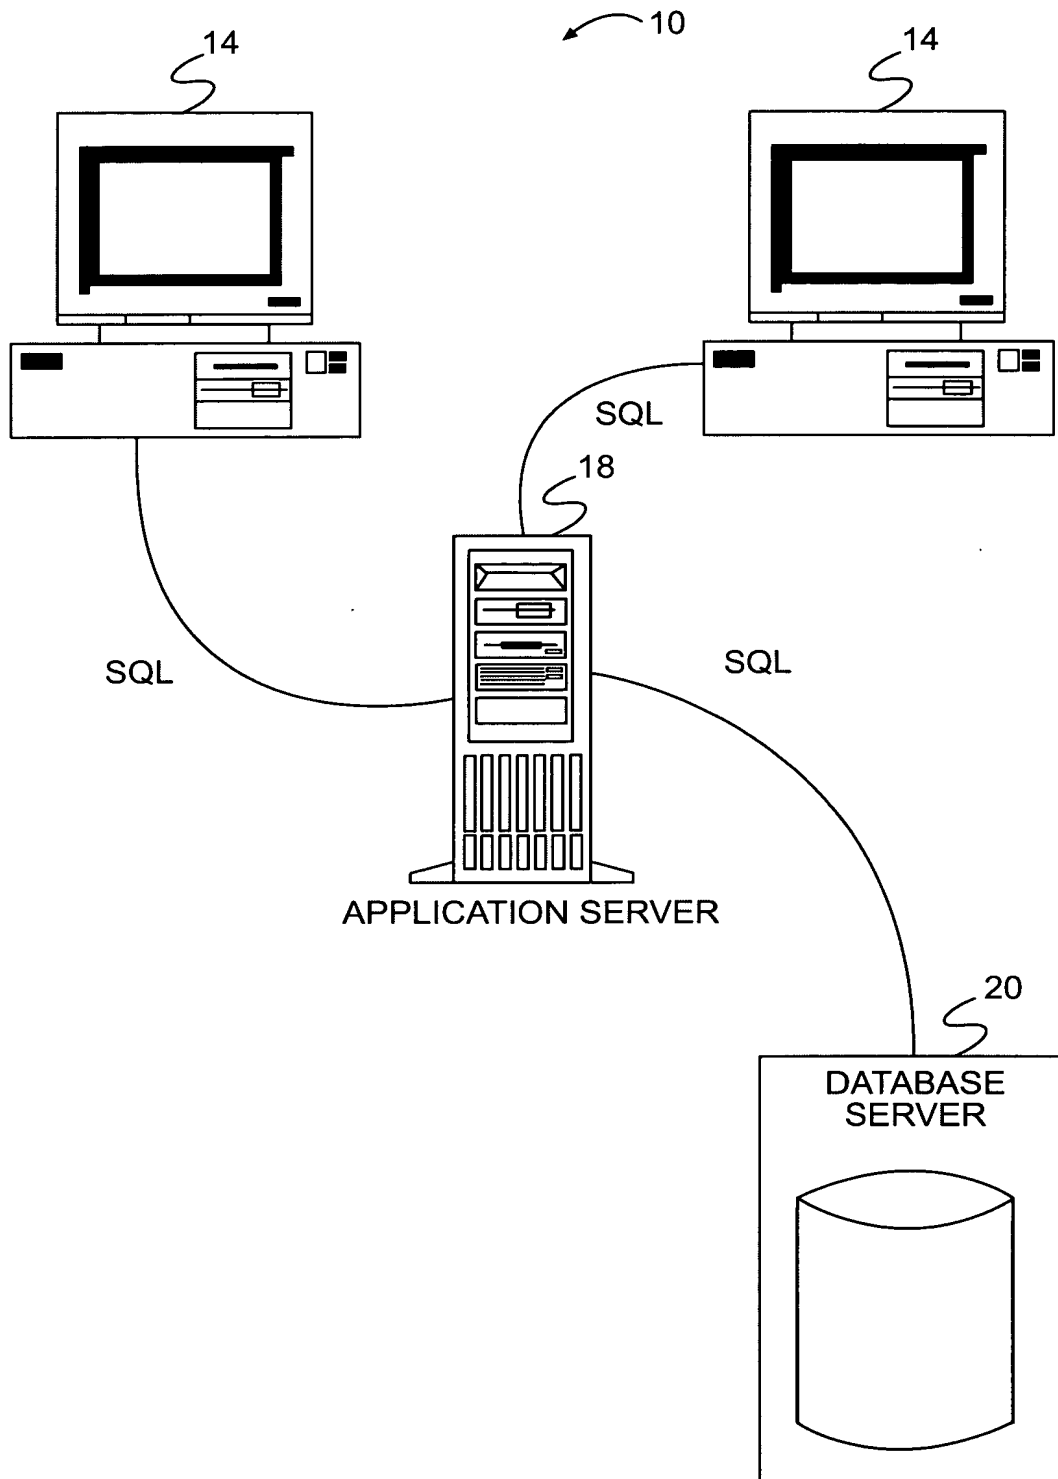 10
14
14
SQL
18
SQL
SQL
APPLICATION SERVER
20
DATABASE
SERVER